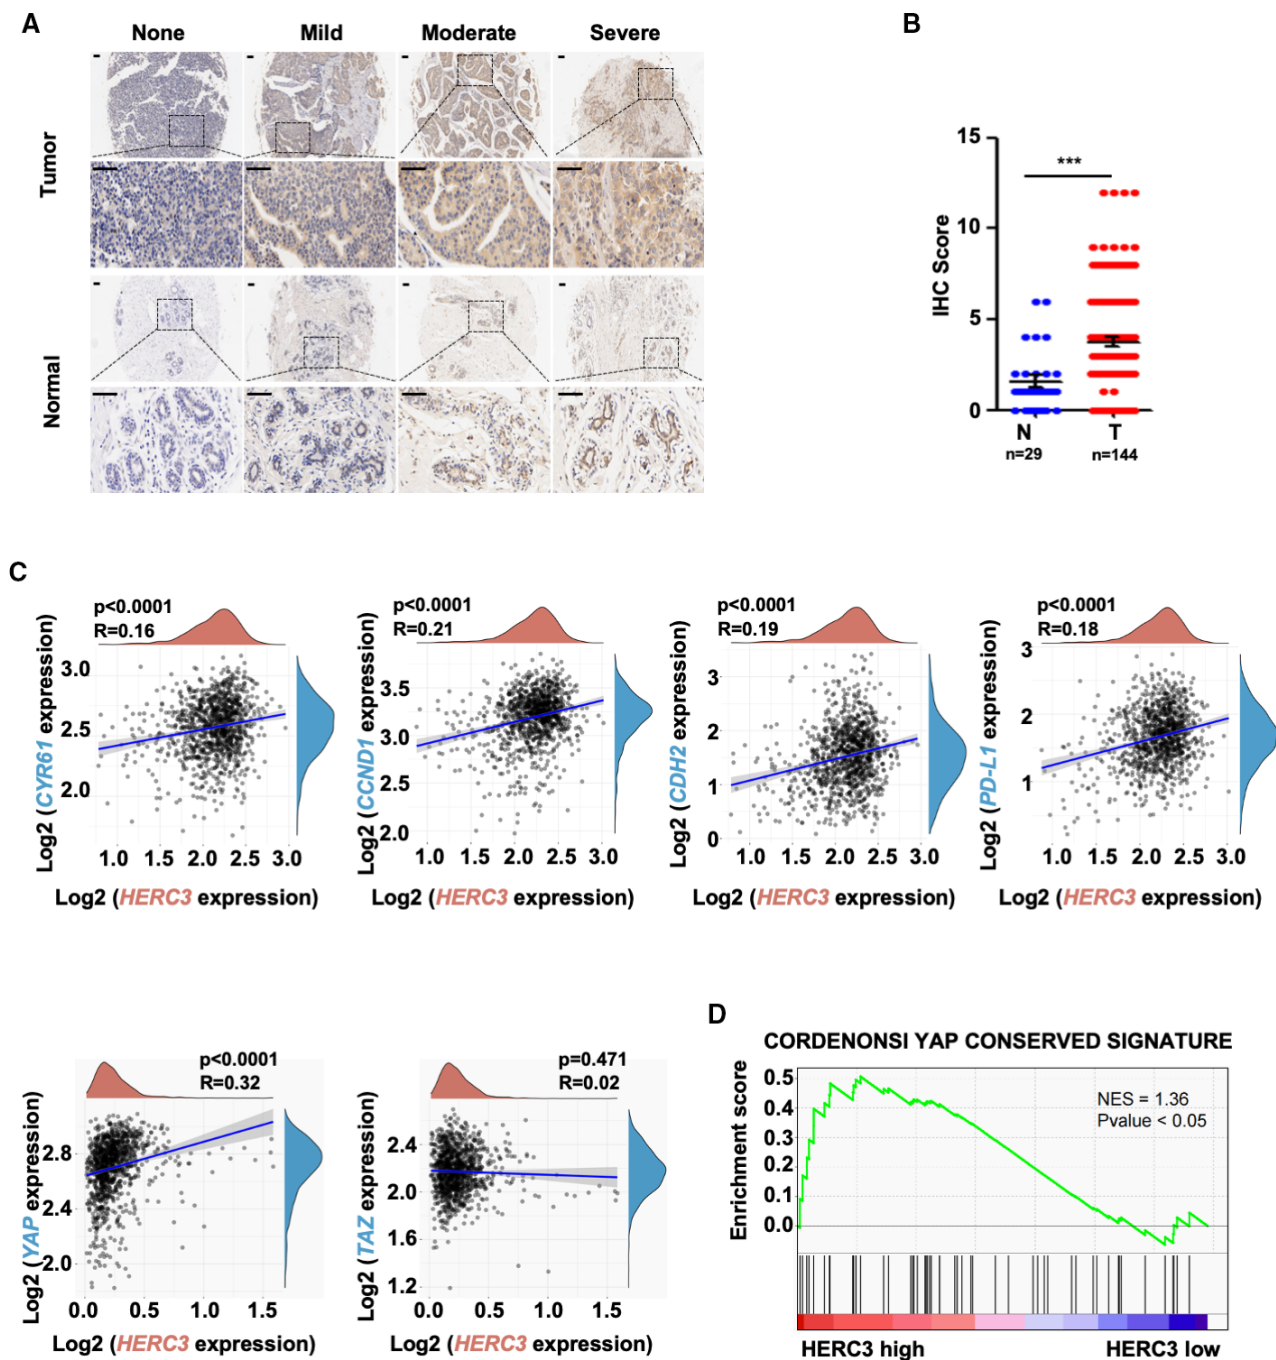 A
None Mild Moderate Severe
Tumor
Normal
B
IHC Score
15
10
5
0
***
N T
n=29 n=144
C
p<0.0001
R=0.16
Log2 (CYR61 expression)
3.0
2.5
2.0
1.0 1.5 2.0 2.5 3.0
Log2 (HERC3 expression)
p<0.0001
R=0.21
Log2 (CCND1 expression)
3.5
3.0
2.5
2.0
1.0 1.5 2.0 2.5 3.0
Log2 (HERC3 expression)
p<0.0001
R=0.19
Log2 (CDH2 expression)
3
2
1
0
1.0 1.5 2.0 2.5 3.0
Log2 (HERC3 expression)
p<0.0001
R=0.18
Log2 (PD-L1 expression)
3
2
1
1.0 1.5 2.0 2.5 3.0
Log2 (HERC3 expression)
p<0.0001
R=0.32
Log2 (YAP expression)
2.8
2.4
2.0
0.0 0.5 1.0 1.5
Log2 (HERC3 expression)
p=0.471
R=0.02
Log2 (TAZ expression)
2.4
2.0
1.6
1.2
0.0 0.5 1.0 1.5
Log2 (HERC3 expression)
D
CORDENONSI YAP CONSERVED SIGNATURE
Enrichment score
0.5
0.4
0.3
0.2
0.1
0.0
NES = 1.36
Pvalue < 0.05
HERC3 high HERC3 low